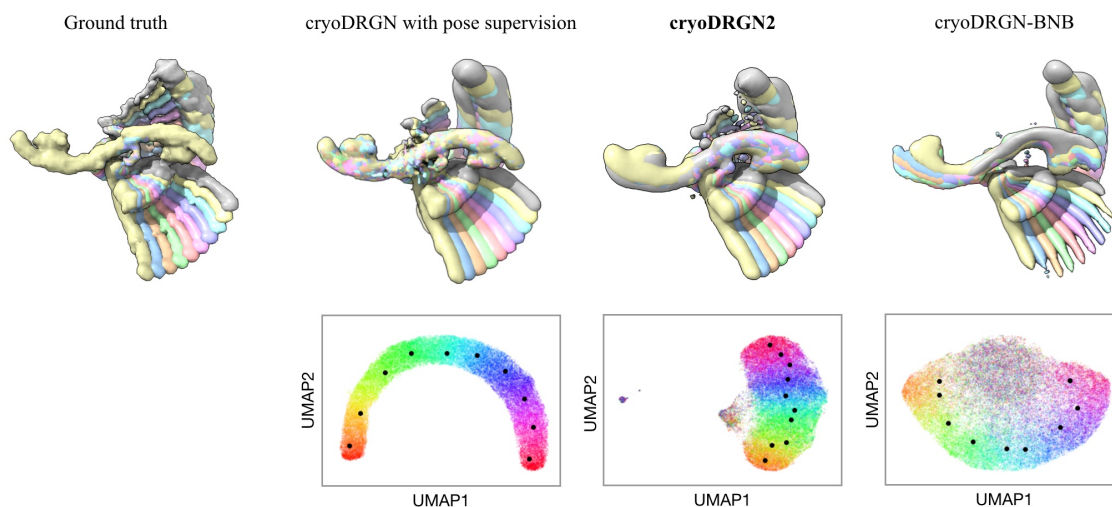 Ground truth
cryoDRGN with pose supervision
cryoDRGN2
cryoDRGN-BNB
UMAP2
UMAP1
UMAP2
UMAP1
UMAP2
UMAP1